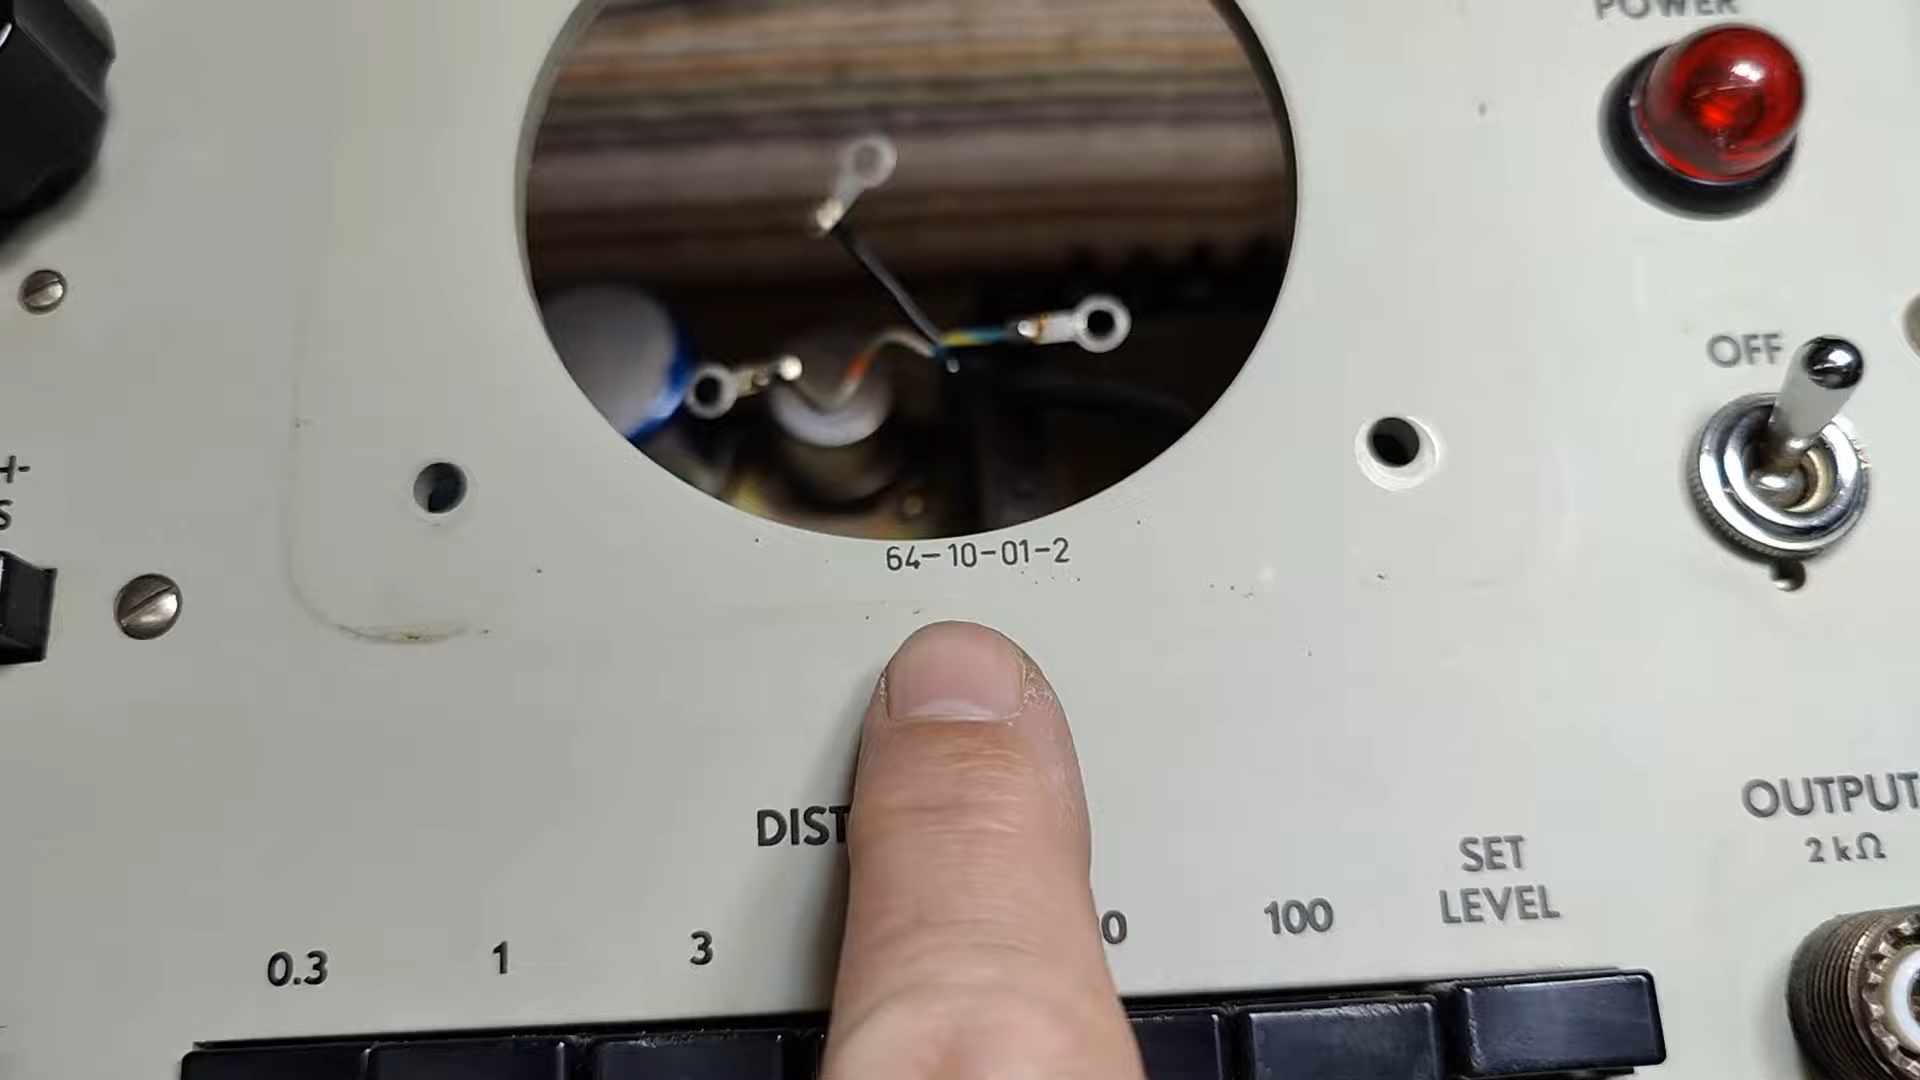 POWER
OFF
64-10-01-2
OUTPUT
2 kΩ
SET
LEVEL
0.3
1
3
100